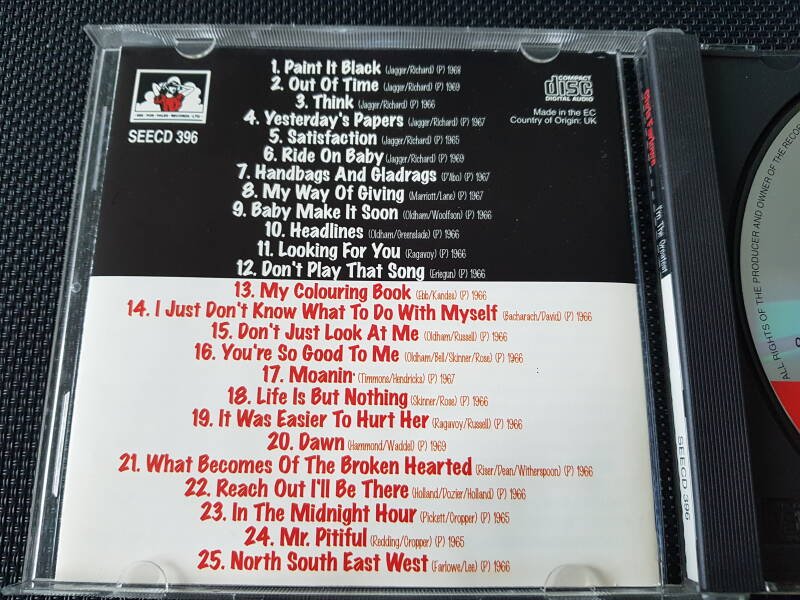 1. Paint It Black (Jagger/Richard) (P) 1968
2. Out Of Time (Jagger/Richard) (P) 1969
3. Think (Jagger/Richard) (P) 1966
4. Yesterday's Papers (Jagger/Richard) (P) 1967
5. Satisfaction (Jagger/Richard) (P) 1965
6. Ride On Baby (Jagger/Richard) (P) 1969
7. Handbags And Gladrags (D'Abo) (P) 1967
8. My Way Of Giving (Marriott/Lane) (P) 1967
9. Baby Make It Soon (Oldham/Woolfson) (P) 1966
10. Headlines (Oldham/Greenslade) (P) 1966
11. Looking For You (Ragavoy) (P) 1966
12. Don't Play That Song (Ertegun) (P) 1966
13. My Colouring Book (Ebb/Kandes) (P) 1966
14. I Just Don't Know What To Do With Myself (Bacharach/David) (P) 1966
15. Don't Just Look At Me (Oldham/Russell) (P) 1966
16. You're So Good To Me (Oldham/Bell/Skinner/Rose) (P) 1966
17. Moanin' (Timmons/Hendricks) (P) 1967
18. Life Is But Nothing (Skinner/Rose) (P) 1966
19. It Was Easier To Hurt Her (Ragavoy/Russell) (P) 1966
20. Dawn (Hammond/Waddel) (P) 1969
21. What Becomes Of The Broken Hearted (Riser/Dean/Witherspoon) (P) 1966
22. Reach Out I'll Be There (Holland/Dozier/Holland) (P) 1966
23. In The Midnight Hour (Pickett/Cropper) (P) 1965
24. Mr. Pitiful (Redding/Cropper) (P) 1965
25. North South East West (Farlowe/Lee) (P) 1966
SEECD 396
COMPACT
disc
DIGITAL AUDIO
Made in the EC
Country of Origin: UK
I'm The Greatest
SEECD 396
ALL RIGHTS OF THE PRODUCER AND OWNER OF THE RECO